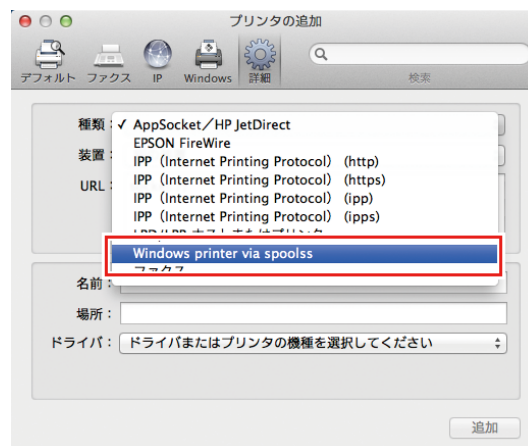 プリンタの追加
デフォルト ファクス IP Windows 詳細 検索
種類： ✓ AppSocket／HP JetDirect
EPSON FireWire
装置：
IPP（Internet Printing Protocol） (http)
IPP（Internet Printing Protocol） (https)
URL：
IPP（Internet Printing Protocol） (ipp)
IPP（Internet Printing Protocol） (ipps)
Windows printer via spoolss
ファクス
名前：
場所：
ドライバ： ドライバまたはプリンタの機種を選択してください
追加